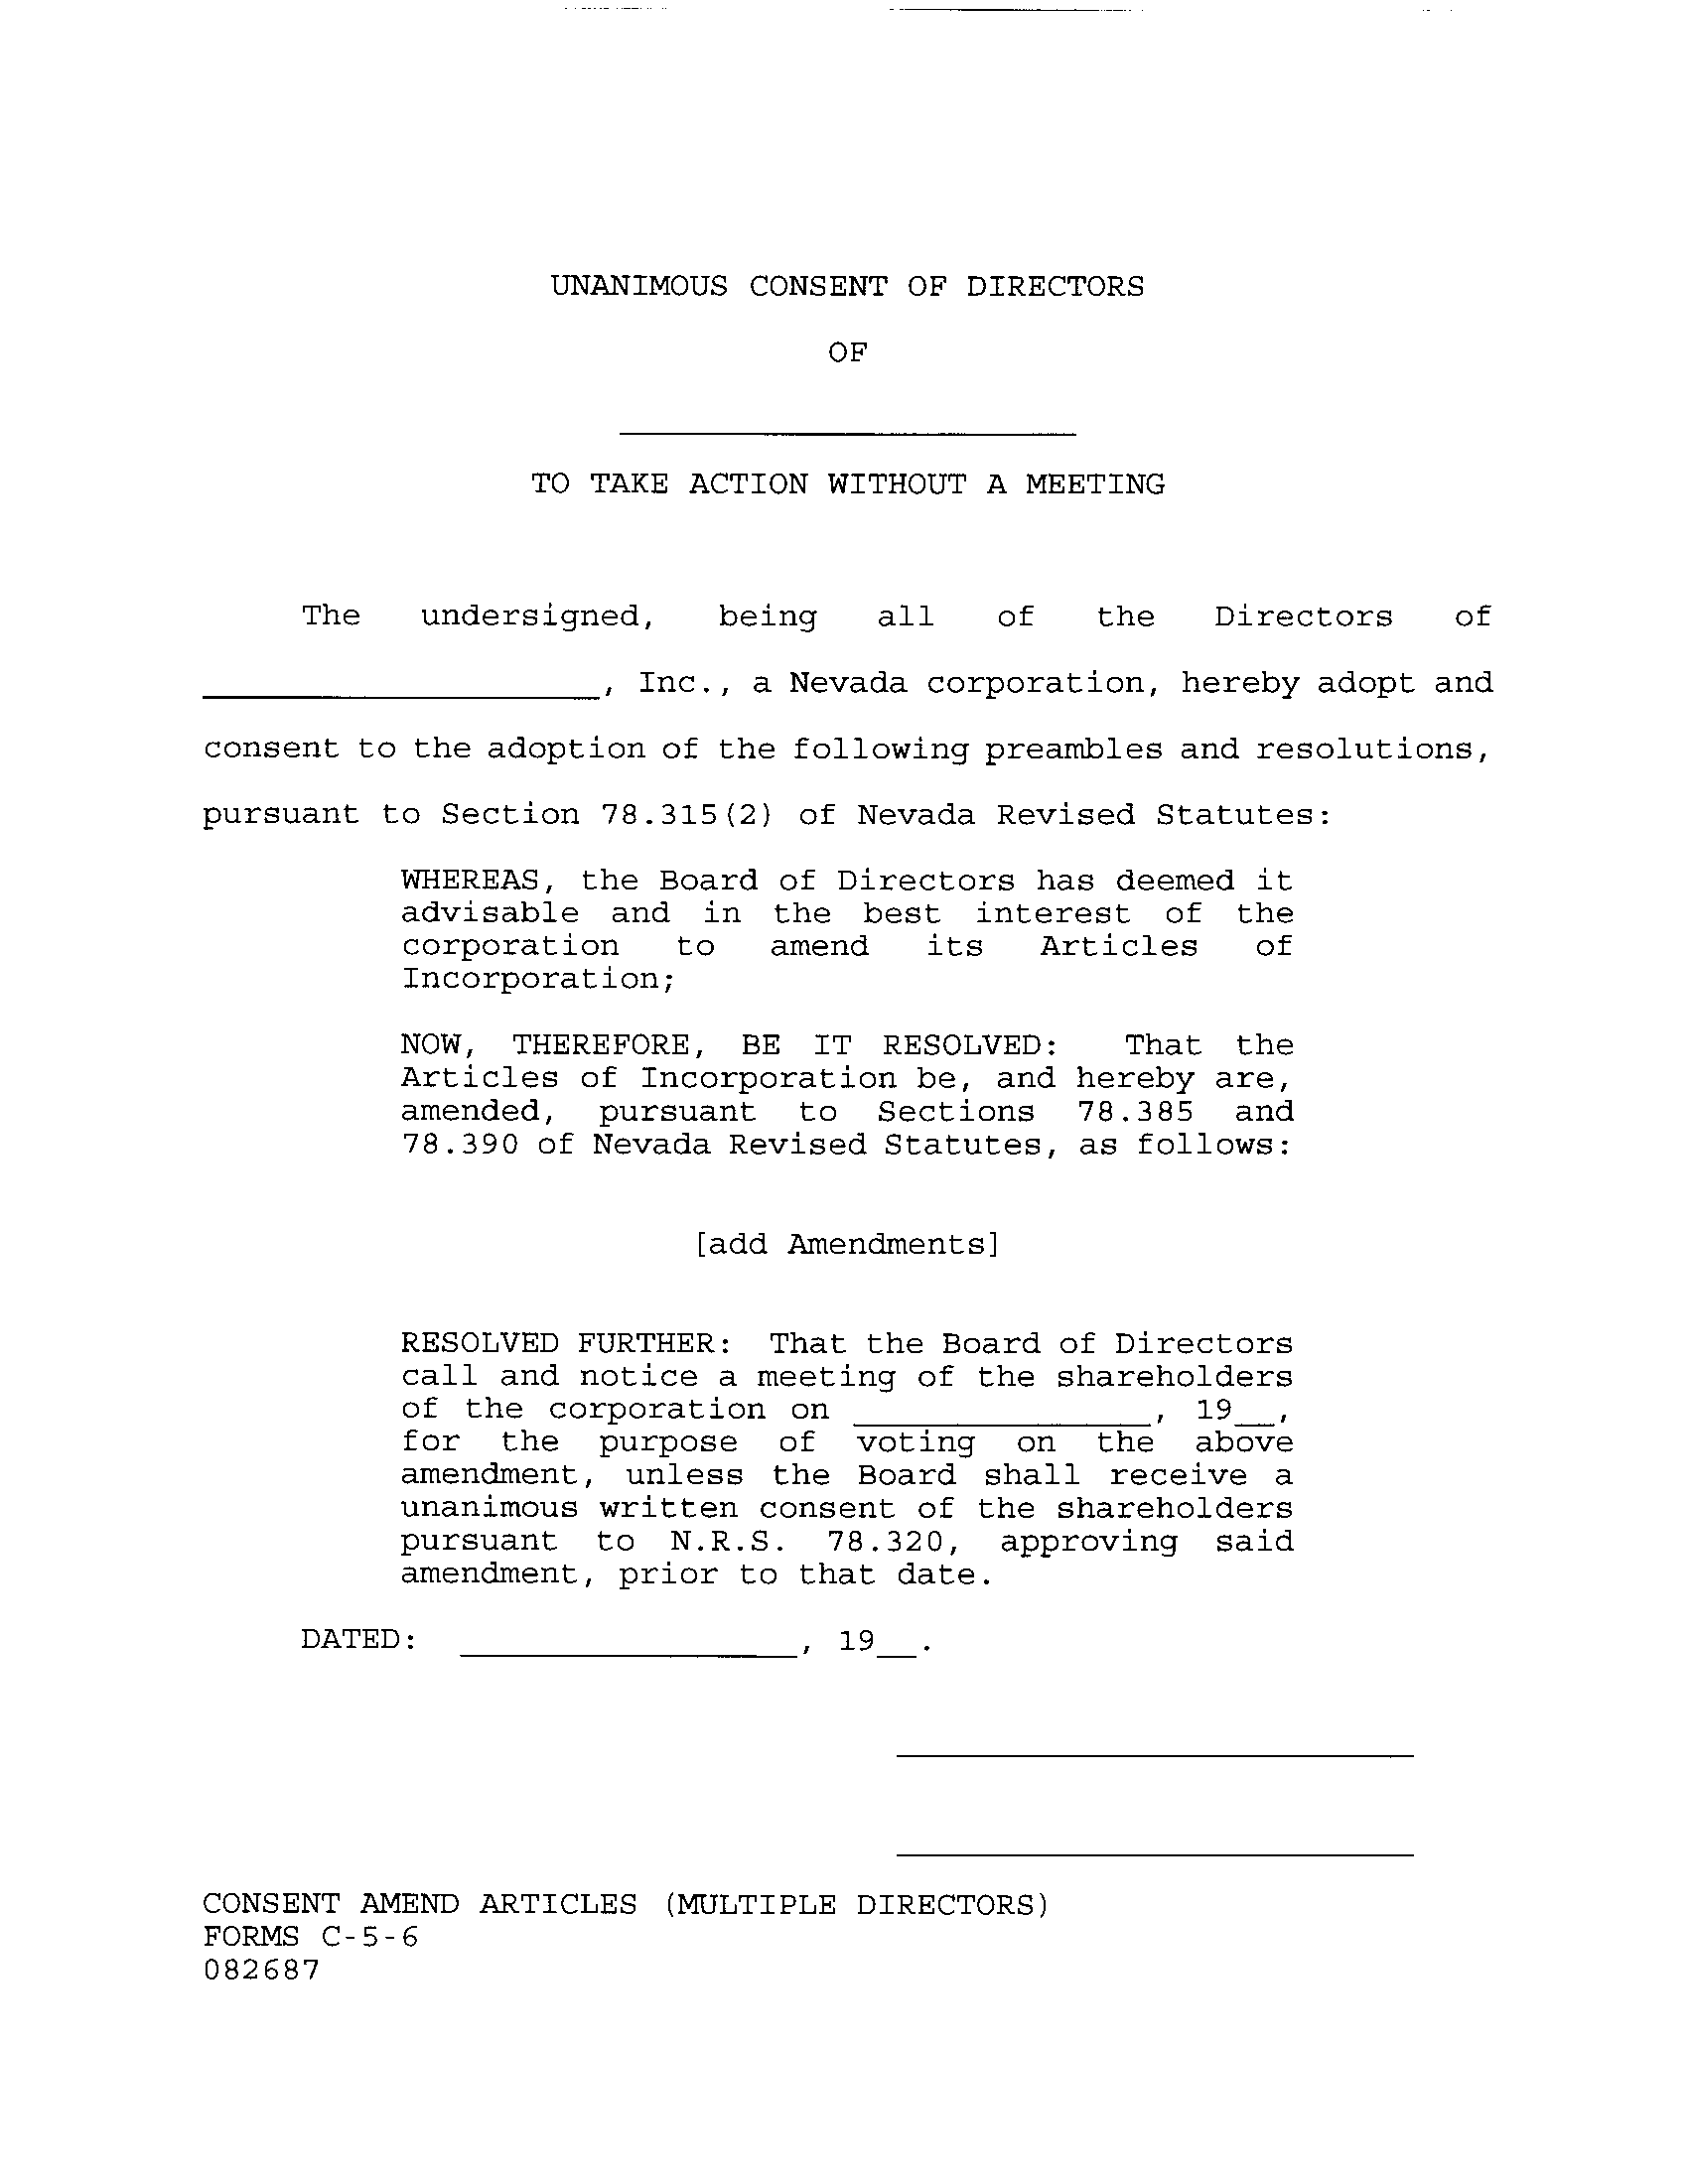 UNANIMOUS CONSENT OF DIRECTORS
OF
____________________
TO TAKE ACTION WITHOUT A MEETING
The undersigned, being all of the Directors of
____________________, Inc., a Nevada corporation, hereby adopt and
consent to the adoption of the following preambles and resolutions,
pursuant to Section 78.315(2) of Nevada Revised Statutes:
WHEREAS, the Board of Directors has deemed it
advisable and in the best interest of the
corporation to amend its Articles of
Incorporation;
NOW, THEREFORE, BE IT RESOLVED: That the
Articles of Incorporation be, and hereby are,
amended, pursuant to Sections 78.385 and
78.390 of Nevada Revised Statutes, as follows:
[add Amendments]
RESOLVED FURTHER: That the Board of Directors
call and notice a meeting of the shareholders
of the corporation on _______________, 19__,
for the purpose of voting on the above
amendment, unless the Board shall receive a
unanimous written consent of the shareholders
pursuant to N.R.S. 78.320, approving said
amendment, prior to that date.
DATED: _________________, 19__.
CONSENT AMEND ARTICLES (MULTIPLE DIRECTORS)
FORMS C-5-6
082687